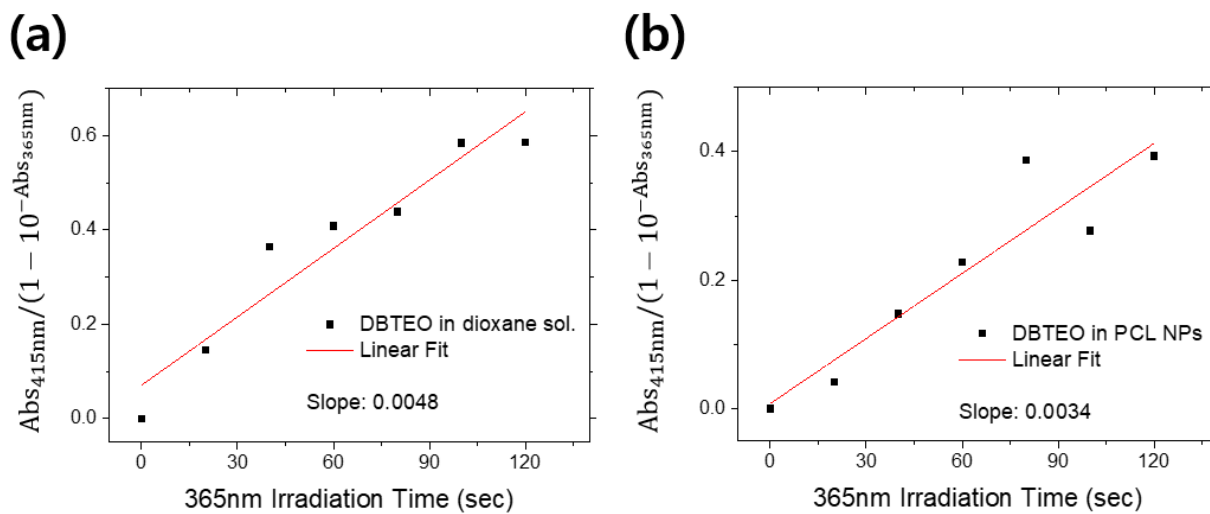 (a)
Abs₄₁₅ₙₘ/(1 − 10^−Abs₃₆₅ₙₘ)
0.6
0.4
0.2
0.0
DBTEO in dioxane sol.
Linear Fit
Slope: 0.0048
0
30
60
90
120
365nm Irradiation Time (sec)
(b)
Abs₄₁₅ₙₘ/(1 − 10^−Abs₃₆₅ₙₘ)
0.4
0.2
0.0
DBTEO in PCL NPs
Linear Fit
Slope: 0.0034
0
30
60
90
120
365nm Irradiation Time (sec)